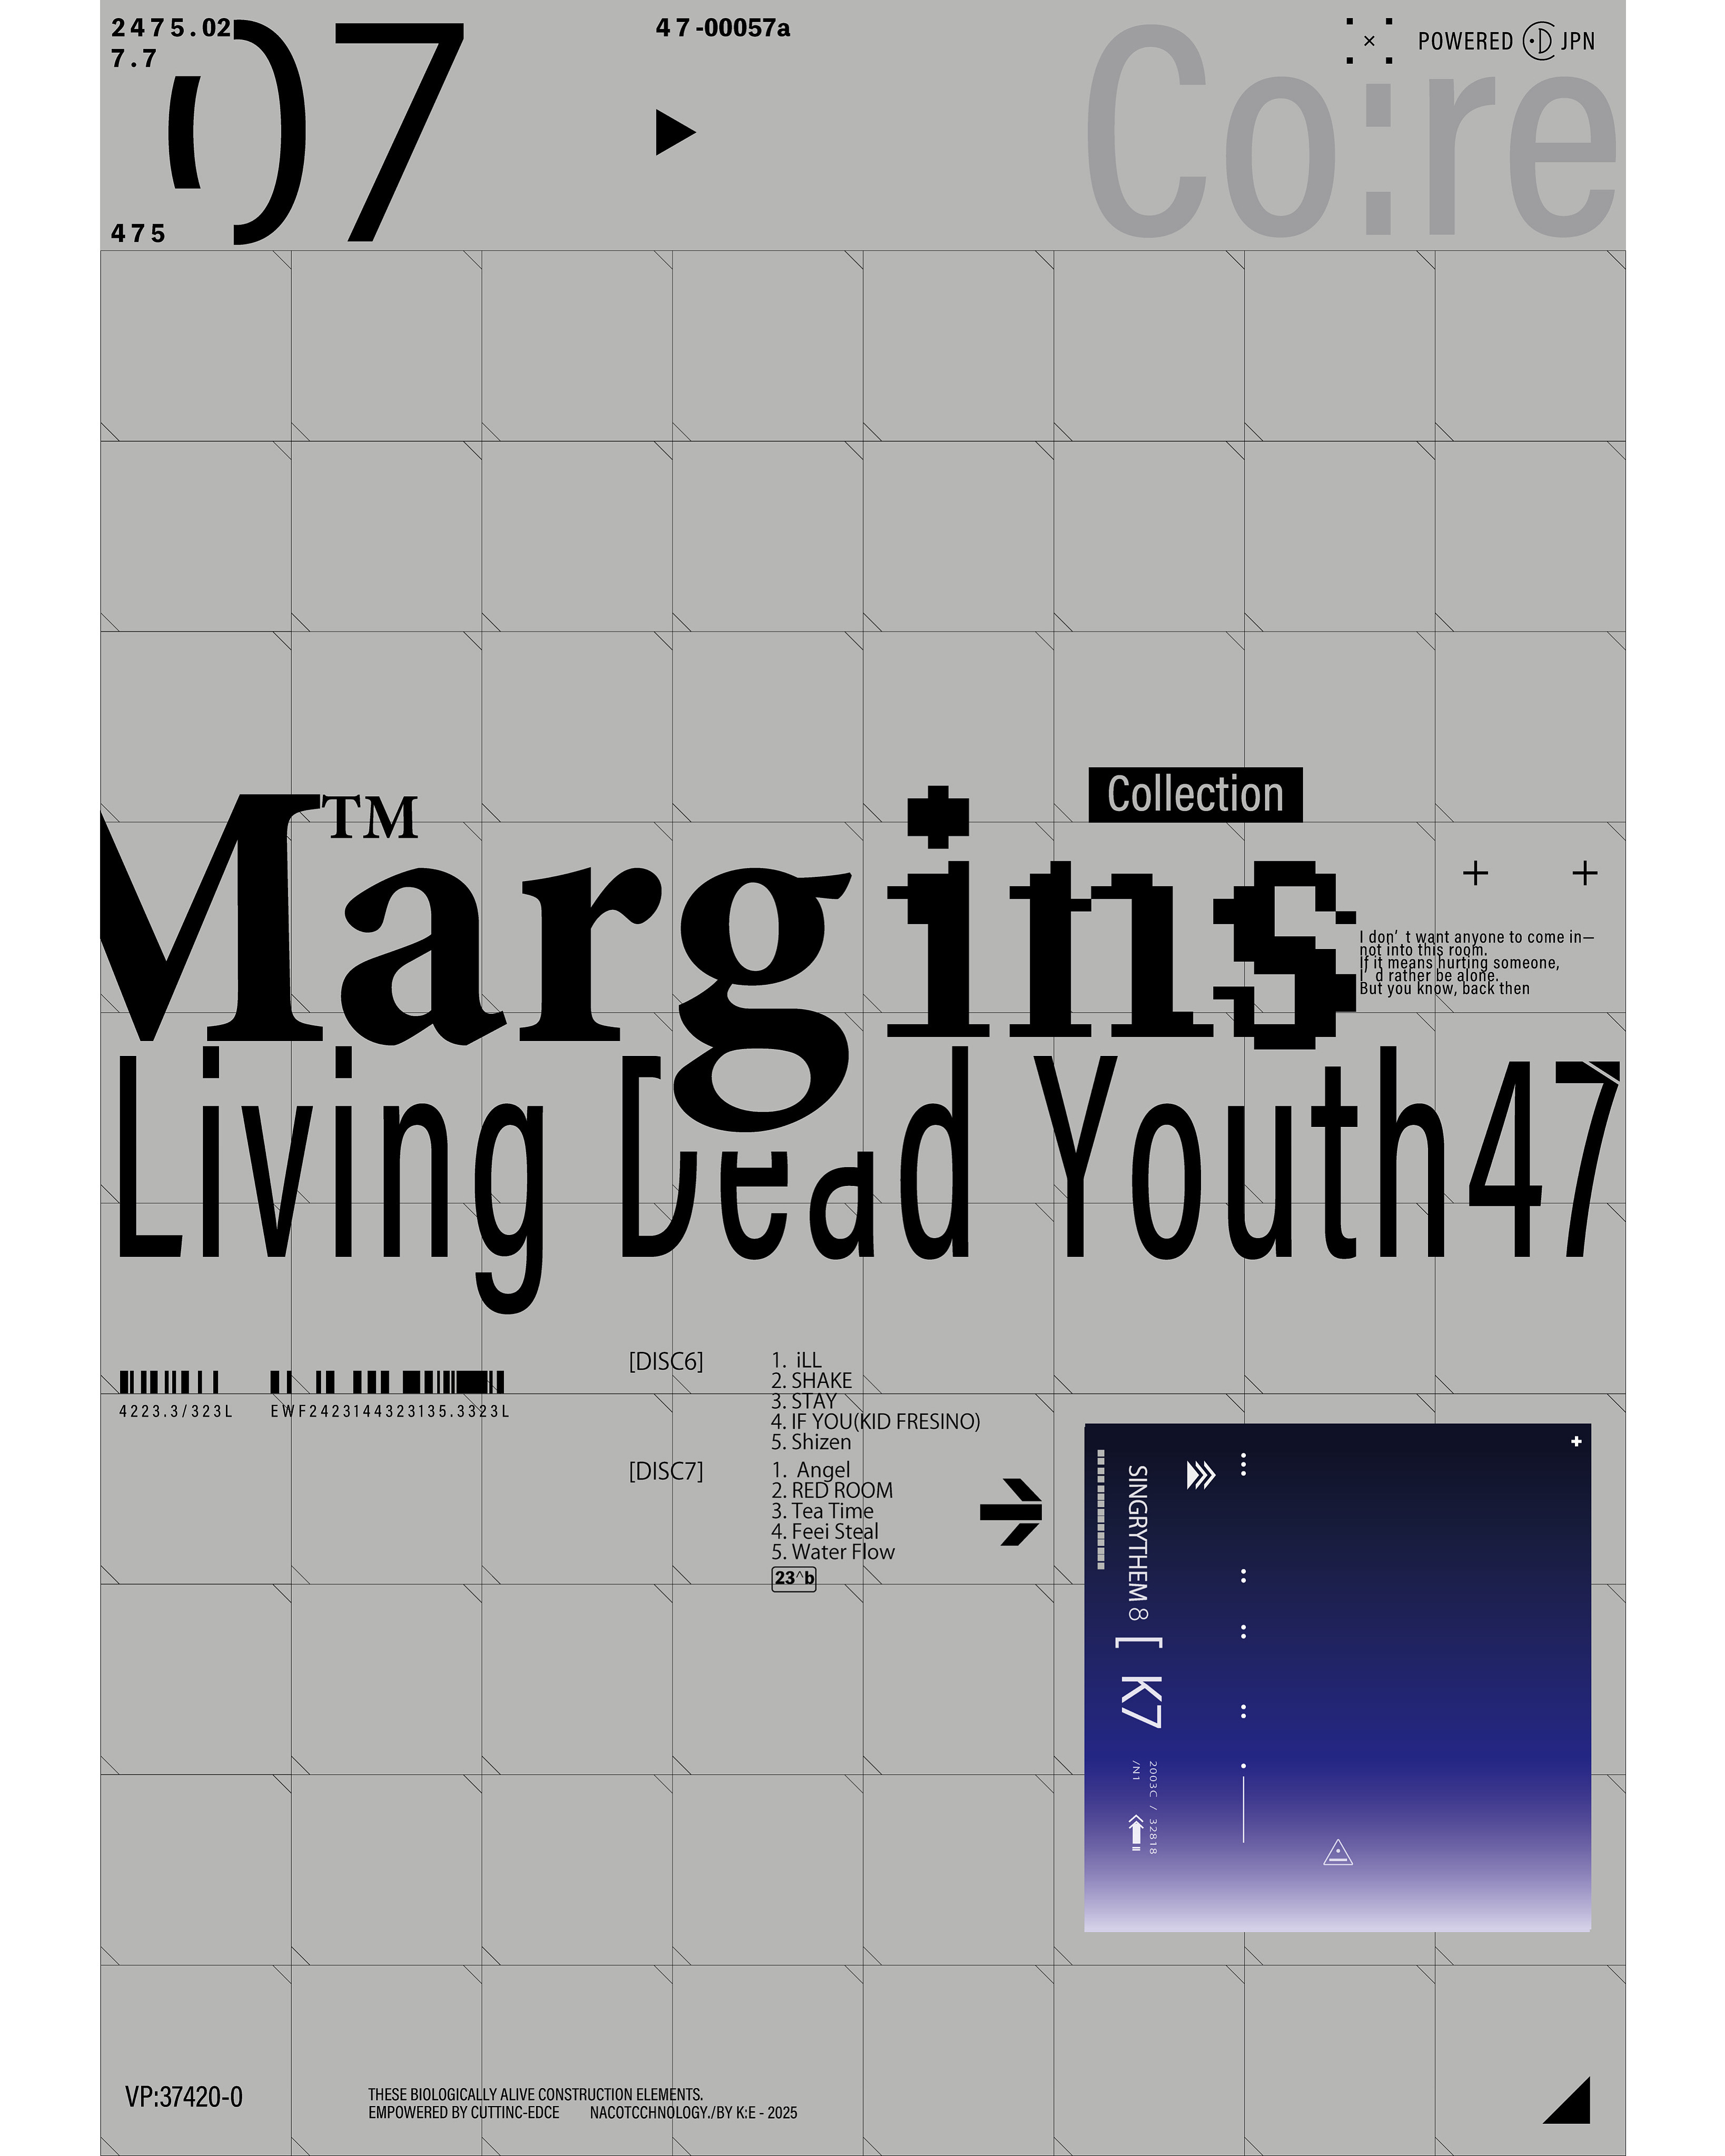 2475.02
7.7
07
475
47-00057a
Co:re
POWERED JPN
Collection
Margins
TM
I don’t want anyone to come in—
not into this room.
If it means hurting someone,
I’d rather be alone.
But you know, back then
Living Dead Youth47
4223.3/323L
EWF2423144323135.3323L
[DISC6]
1. iLL
2. SHAKE
3. STAY
4. IF YOU(KID FRESINO)
5. Shizen
[DISC7]
1. Angel
2. RED ROOM
3. Tea Time
4. Feei Steal
5. Water Flow
23^b
SINGRYTHEM 8 [ K7
2003C / 32818
/N1
VP:37420-0
THESE BIOLOGICALLY ALIVE CONSTRUCTION ELEMENTS.
EMPOWERED BY CUTTINC-EDCE NACOTCCHNOLOGY./BY K:E - 2025